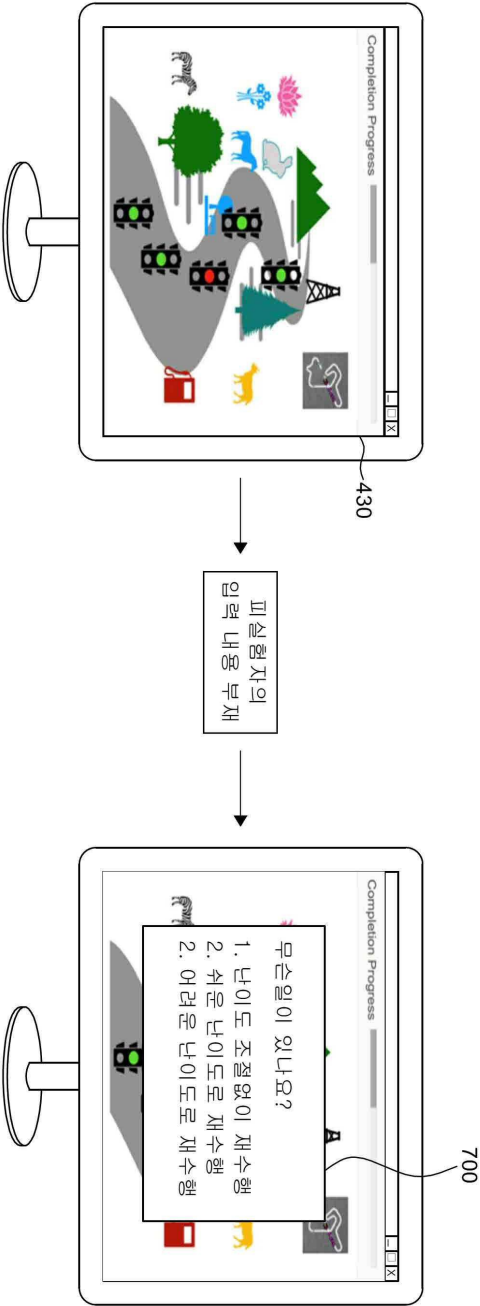 Completion Progress
430
피실험자의
입력 내용 부재
Completion Progress
무슨일이 있나요?
1. 난이도 조절없이 재수행
2. 쉬운 난이도로 재수행
2. 어려운 난이도로 재수행
700